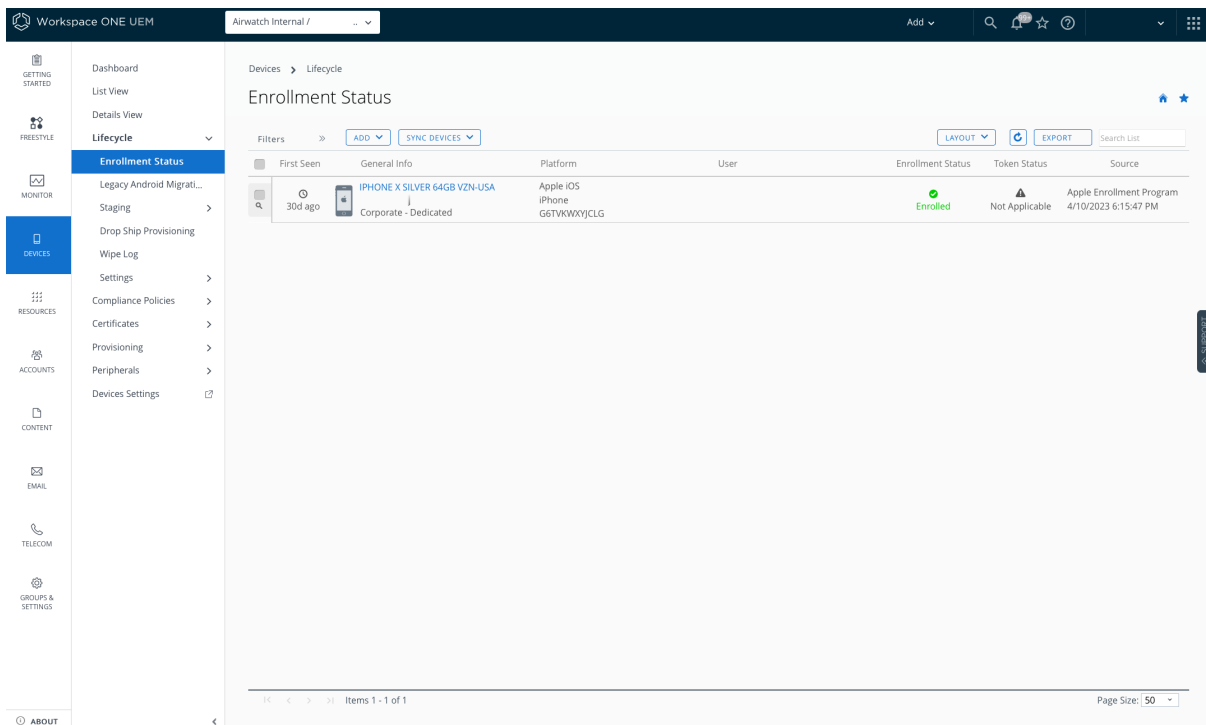 Workspace ONE UEM
Airwatch Internal / ..
Add
99+
GETTING STARTED
FREESTYLE
MONITOR
DEVICES
RESOURCES
ACCOUNTS
CONTENT
EMAIL
TELECOM
GROUPS & SETTINGS
ABOUT
Dashboard
List View
Details View
Lifecycle
Enrollment Status
Legacy Android Migrati...
Staging
Drop Ship Provisioning
Wipe Log
Settings
Compliance Policies
Certificates
Provisioning
Peripherals
Devices Settings
Devices > Lifecycle
Enrollment Status
Filters » ADD SYNC DEVICES LAYOUT EXPORT Search List
First Seen General Info Platform User Enrollment Status Token Status Source
30d ago
IPHONE X SILVER 64GB VZN-USA
Corporate - Dedicated
Apple iOS
iPhone
G6TVKWXYJCLG
Enrolled
Not Applicable
Apple Enrollment Program
4/10/2023 6:15:47 PM
Support
Items 1 - 1 of 1
Page Size: 50